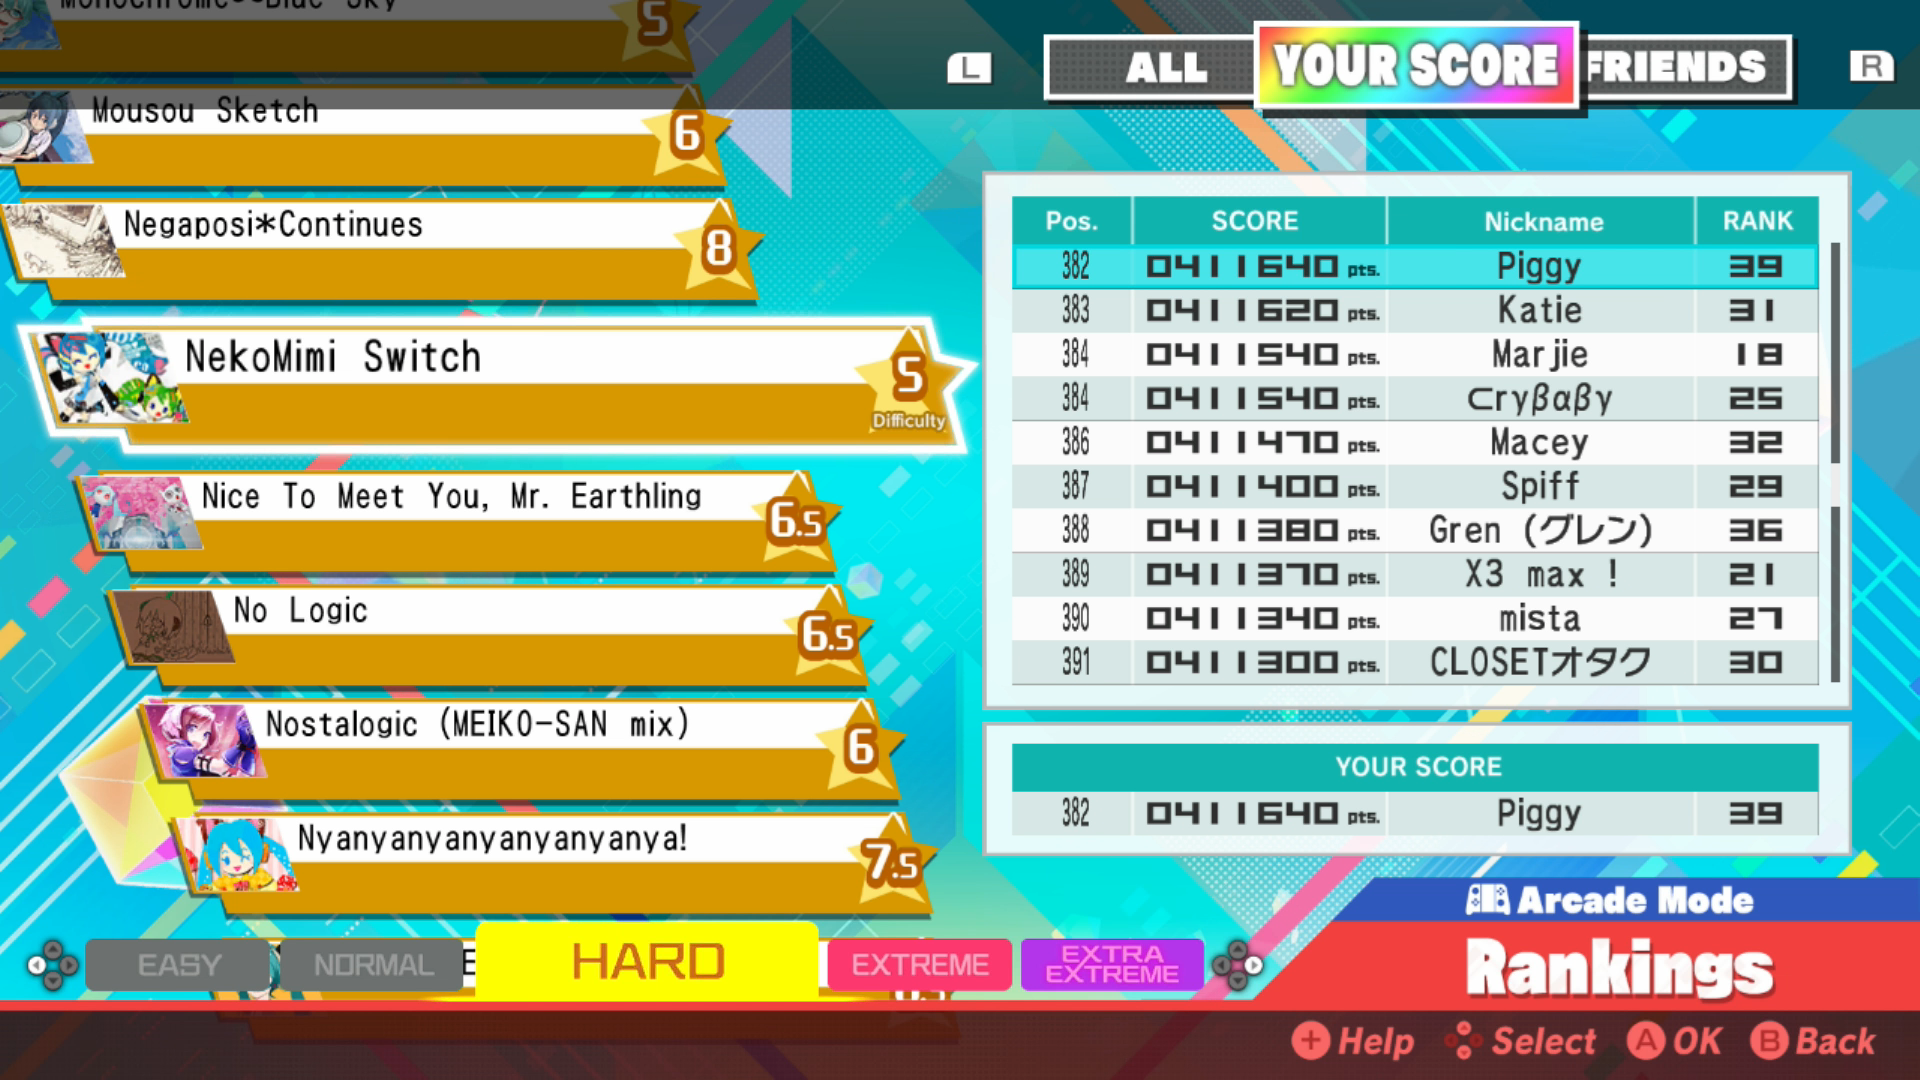 Monochrome∞Blue Sky
5
L
ALL
YOUR SCORE
FRIENDS
R
Mousou Sketch
6
Negaposi*Continues
8
NekoMimi Switch
5
Difficulty
Nice To Meet You, Mr. Earthling
6.5
No Logic
6.5
Nostalogic (MEIKO-SAN mix)
6
Nyanyanyanyanyanyanya!
7.5
Pos. SCORE Nickname RANK
382 0411640 pts. Piggy 39
383 0411620 pts. Katie 31
384 0411540 pts. Marjie 18
384 0411540 pts. Crγβαβγ 25
386 0411470 pts. Macey 32
387 0411400 pts. Spiff 29
388 0411380 pts. Gren (グレン) 36
389 0411370 pts. X3 max ! 21
390 0411340 pts. mista 27
391 0411300 pts. CLOSETオタク 30
YOUR SCORE
382 0411640 pts. Piggy 39
Arcade Mode
Rankings
EASY NORMAL HARD EXTREME EXTRA
EXTREME
+ Help Select A OK B Back